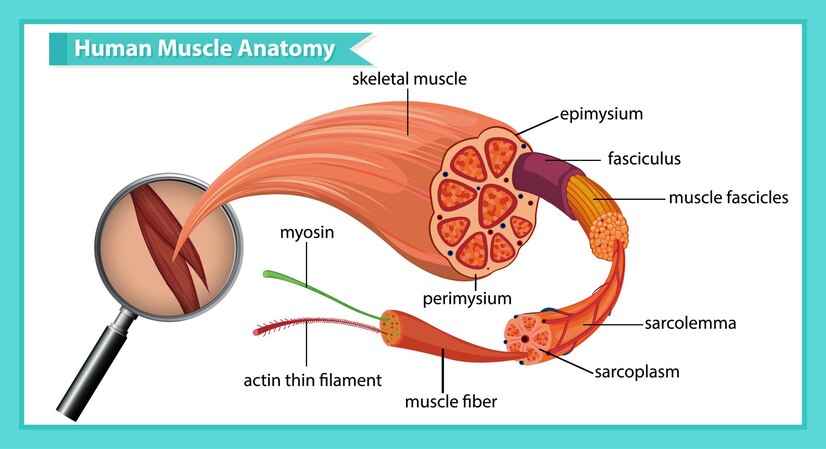 Human Muscle Anatomy
skeletal muscle
epimysium
fasciculus
muscle fascicles
myosin
perimysium
sarcolemma
sarcoplasm
actin thin filament
muscle fiber